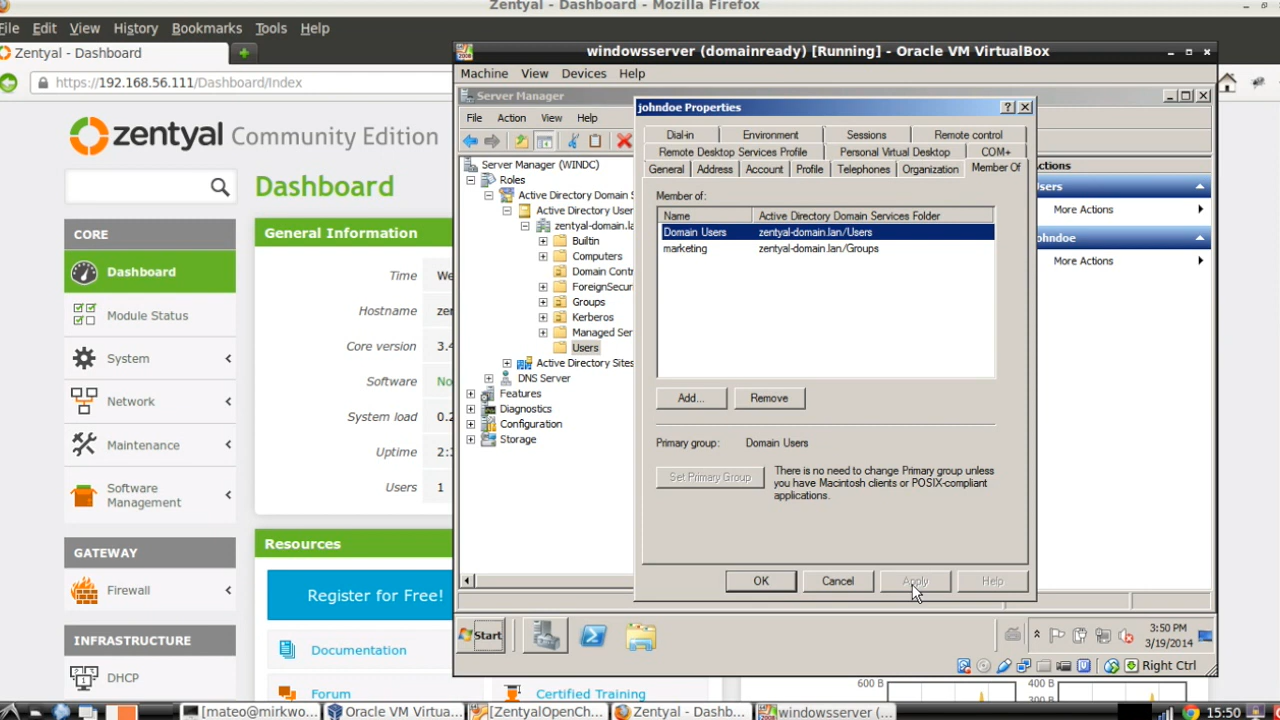 Zentyal - Dashboard - Mozilla Firefox
File Edit View History Bookmarks Tools Help
Zentyal - Dashboard
https://192.168.56.111/Dashboard/Index
zentyal Community Edition
Dashboard
CORE
Dashboard
Module Status
System
Network
Maintenance
Software
Management
GATEWAY
Firewall
INFRASTRUCTURE
DHCP
General Information
Time We
Hostname zen
Core version 3.4
Software No
System load 0.2
Uptime 2:
Users 1
Resources
Register for Free!
Documentation
Forum
Certified Training
600 B
400 B
400 B
300 B
windowsserver (domainready) [Running] - Oracle VM VirtualBox
Machine View Devices Help
Server Manager
File Action View Help
Server Manager (WINDC)
Roles
Active Directory Domain S
Active Directory User
zentyal-domain.la
Builtin
Computers
Domain Contr
ForeignSecur
Groups
Kerberos
Managed Ser
Users
Active Directory Sites
DNS Server
Features
Diagnostics
Configuration
Storage
johndoe Properties
Dial-in Environment Sessions Remote control
Remote Desktop Services Profile Personal Virtual Desktop COM+
General Address Account Profile Telephones Organization Member Of
Member of:
Name Active Directory Domain Services Folder
Domain Users zentyal-domain.lan/Users
marketing zentyal-domain.lan/Groups
Add... Remove
Primary group: Domain Users
Set Primary Group
There is no need to change Primary group unless
you have Macintosh clients or POSIX-compliant
applications.
OK Cancel Apply Help
Actions
Users
More Actions
johndoe
More Actions
Start
3:50 PM
3/19/2014
Right Ctrl
[mateo@mirkwo... Oracle VM Virtua... [ZentyalOpenCh... Zentyal - Dashb... windowsserver (... 15:50